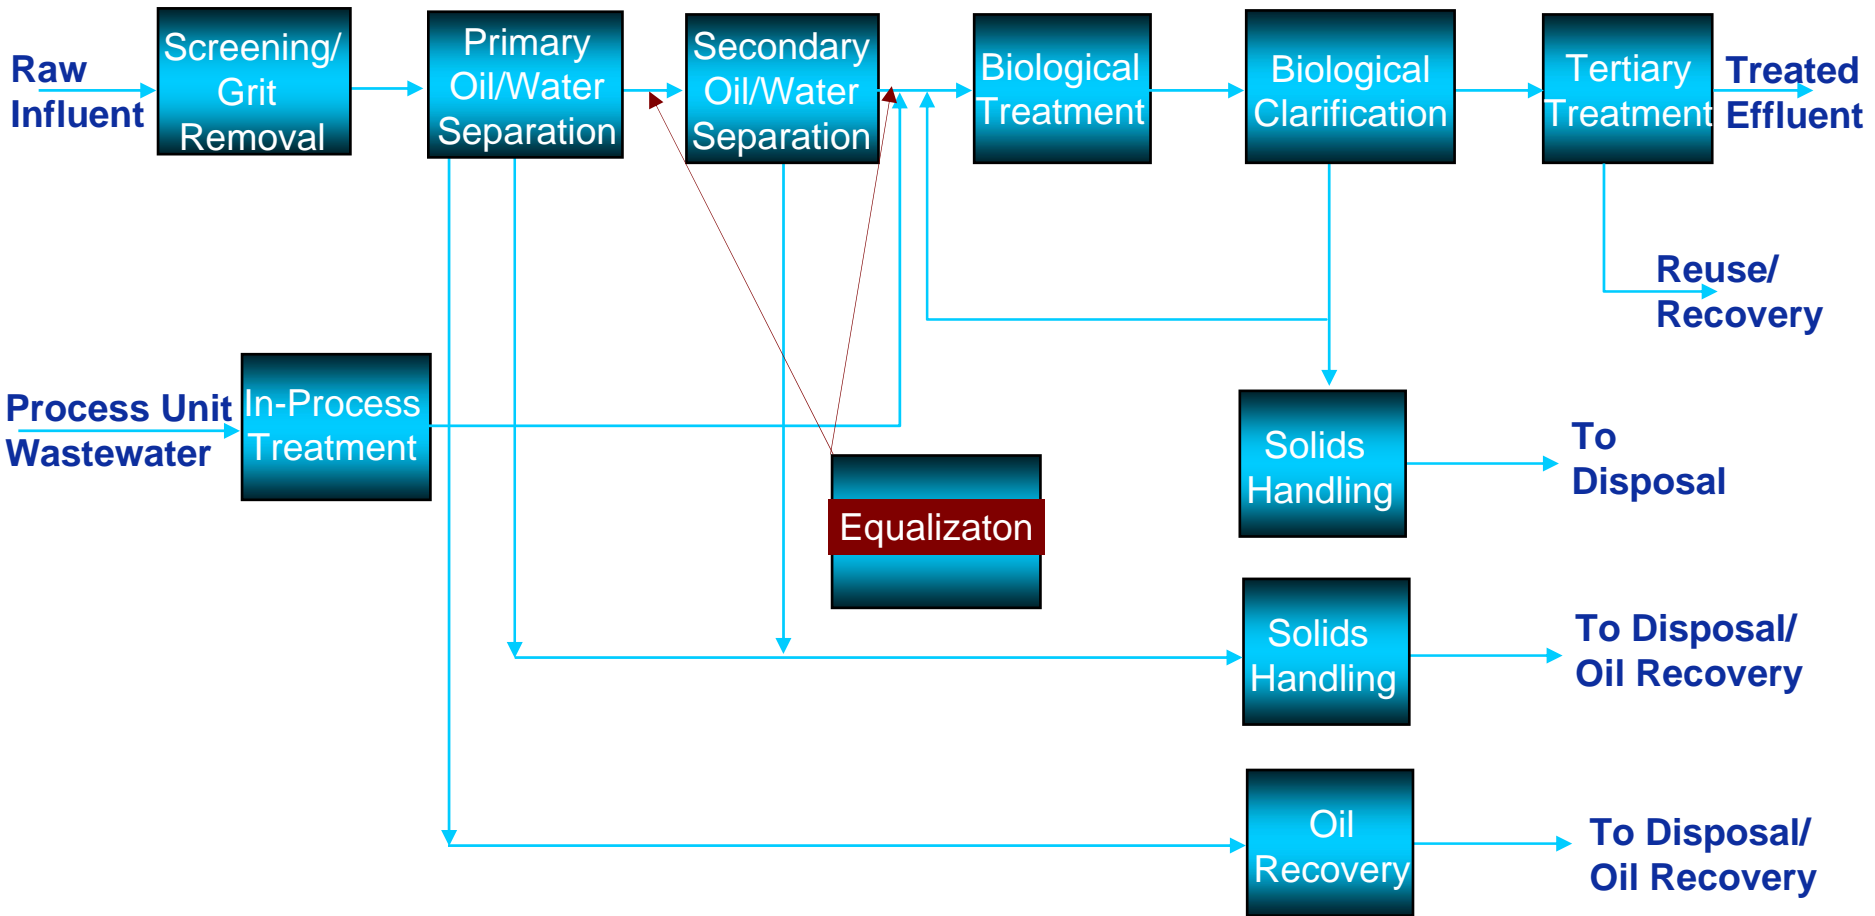 Raw
Influent
Screening/
Grit
Removal
Primary
Oil/Water
Separation
Secondary
Oil/Water
Separation
Biological
Treatment
Biological
Clarification
Tertiary
Treatment
Treated
Effluent
Reuse/
Recovery
Process Unit
Wastewater
In-Process
Treatment
Equalizaton
Solids
Handling
To
Disposal
Solids
Handling
To Disposal/
Oil Recovery
Oil
Recovery
To Disposal/
Oil Recovery